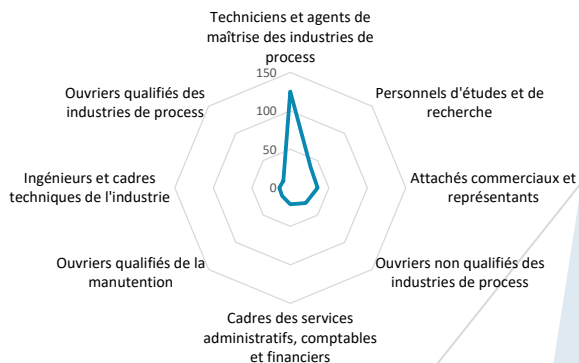 Techniciens et agents de
maîtrise des industries de
process
150
100
50
0
Personnels d'études et de
recherche
Attachés commerciaux et
représentants
Ouvriers non qualifiés des
industries de process
Cadres des services
administratifs, comptables
et financiers
Ouvriers qualifiés de la
manutention
Ingénieurs et cadres
techniques de l'industrie
Ouvriers qualifiés des
industries de process